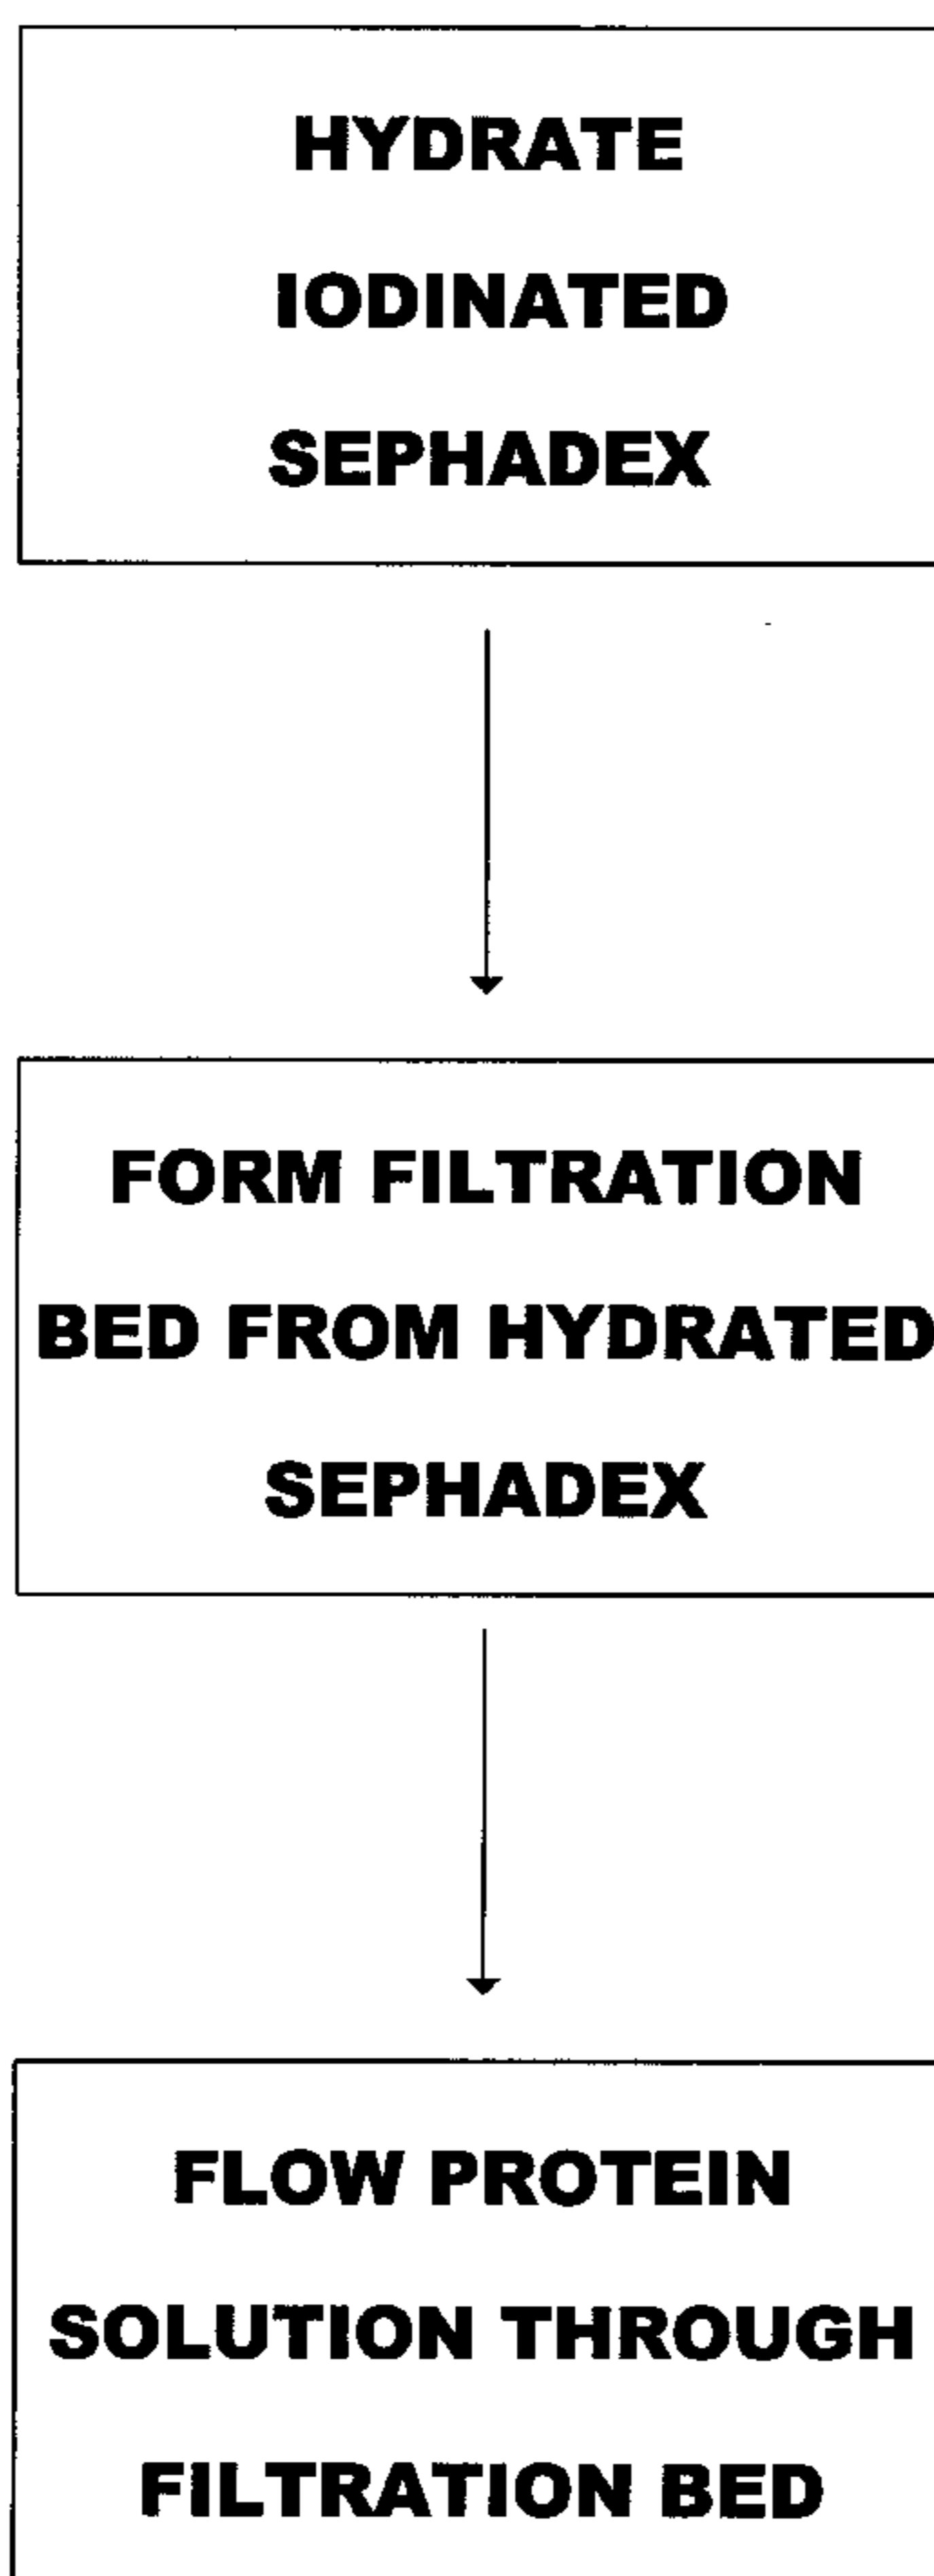 HYDRATE
IODINATED
SEPHADEX
FORM FILTRATION
BED FROM HYDRATED
SEPHADEX
FLOW PROTEIN
SOLUTION THROUGH
FILTRATION BED